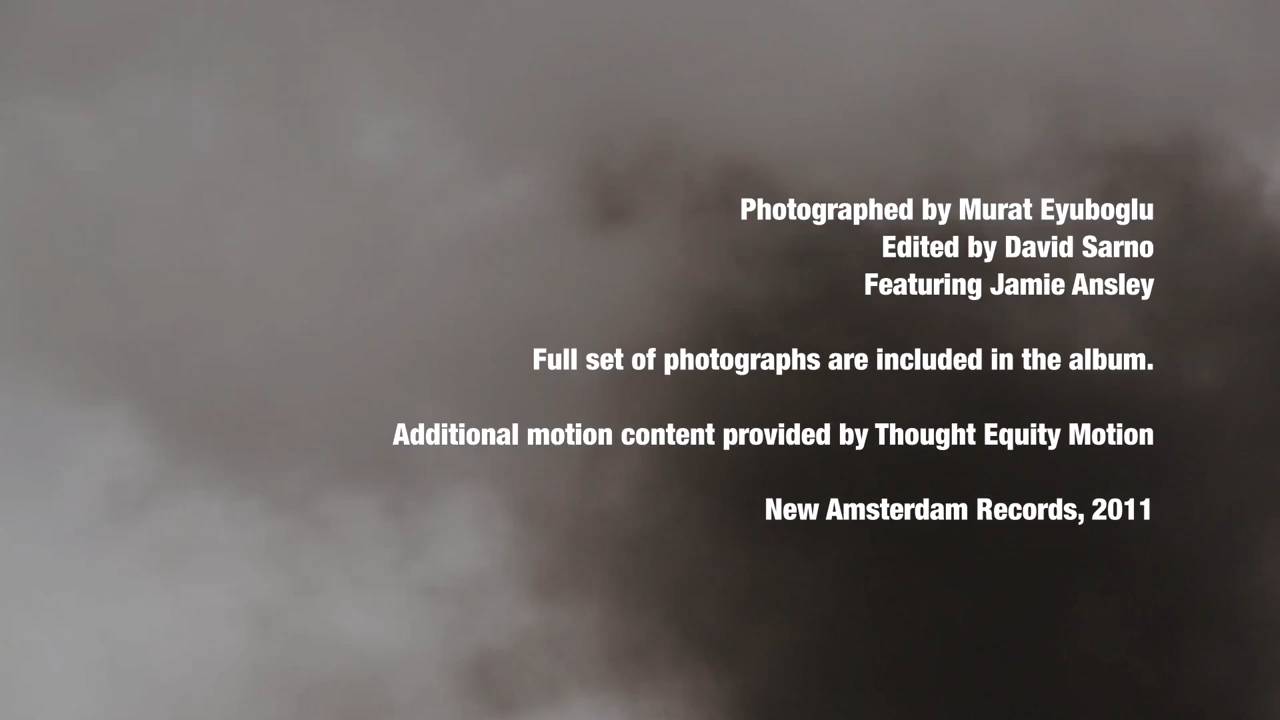 Photographed by Murat Eyuboglu
Edited by David Sarno
Featuring Jamie Ansley
Full set of photographs are included in the album.
Additional motion content provided by Thought Equity Motion
New Amsterdam Records, 2011